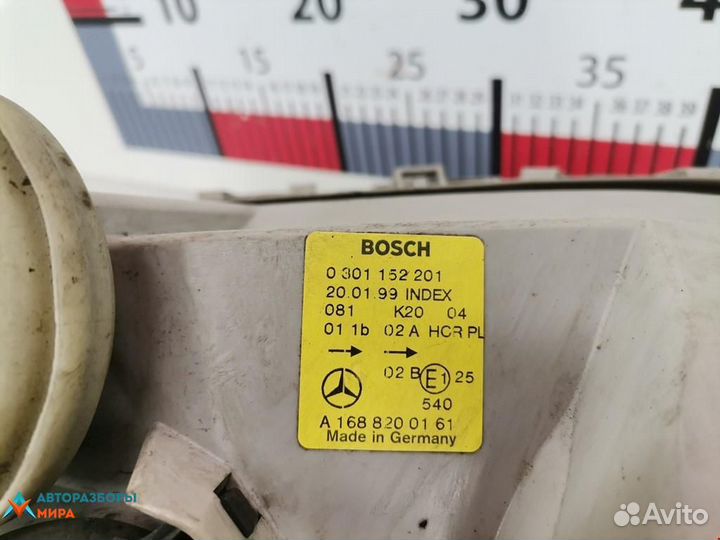 20 30 40
5 15 25 35
BOSCH
0 301 152 201
20.01.99 INDEX
081 K20 04
01 1b 02 A HCR PL
02 B E1 25
540
A 168 820 01 61
Made in Germany
АВТОРАЗБОРЫ
МИРА
Avito